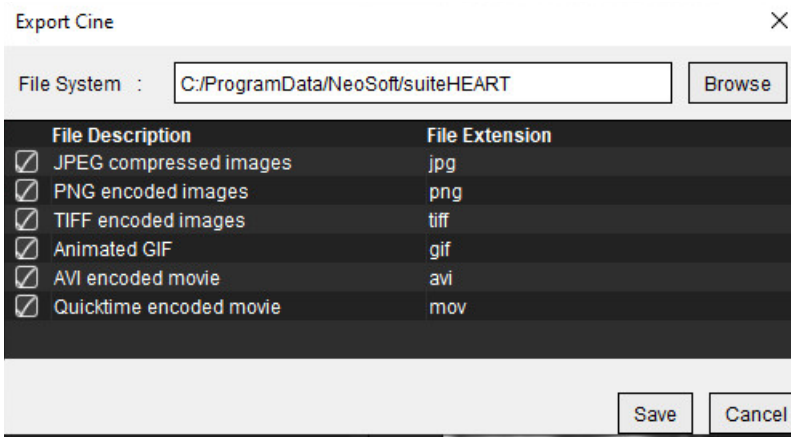 Export Cine
File System : C:/ProgramData/NeoSoft/suiteHEART Browse
File Description File Extension
JPEG compressed images jpg
PNG encoded images png
TIFF encoded images tiff
Animated GIF gif
AVI encoded movie avi
Quicktime encoded movie mov
Save Cancel